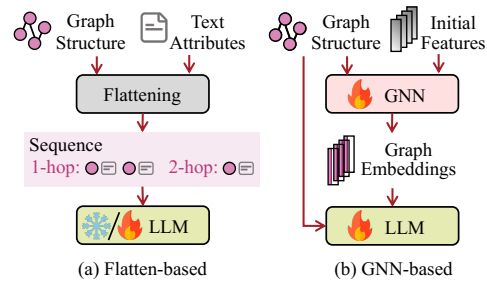 Graph
Structure
Text
Attributes
Flattening
Sequence
1-hop:
2-hop:
/
LLM
(a) Flatten-based
Graph
Structure
Initial
Features
GNN
Graph
Embeddings
LLM
(b) GNN-based